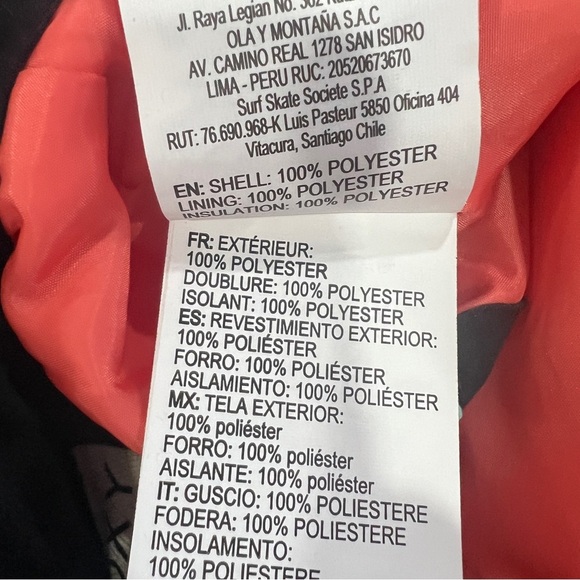 Jl. Raya Legian No. 362
OLA Y MONTAÑA S.A.C
AV. CAMINO REAL 1278 SAN ISIDRO
LIMA - PERU RUC: 20520673670
Surf Skate Societe S.P.A
RUT: 76.690.968-K Luis Pasteur 5850 Oficina 404
Vitacura, Santiago Chile
EN: SHELL: 100% POLYESTER
LINING: 100% POLYESTER
INSULATION: 100% POLYESTER
FR: EXTÉRIEUR:
100% POLYESTER
DOUBLURE: 100% POLYESTER
ISOLANT: 100% POLYESTER
ES: REVESTIMIENTO EXTERIOR:
100% POLIÉSTER
FORRO: 100% POLIÉSTER
AISLAMIENTO: 100% POLIÉSTER
MX: TELA EXTERIOR:
100% poliéster
FORRO: 100% poliéster
AISLANTE: 100% poliéster
IT: GUSCIO: 100% POLIESTERE
FODERA: 100% POLIESTERE
INSOLAMENTO:
100% POLIESTERE